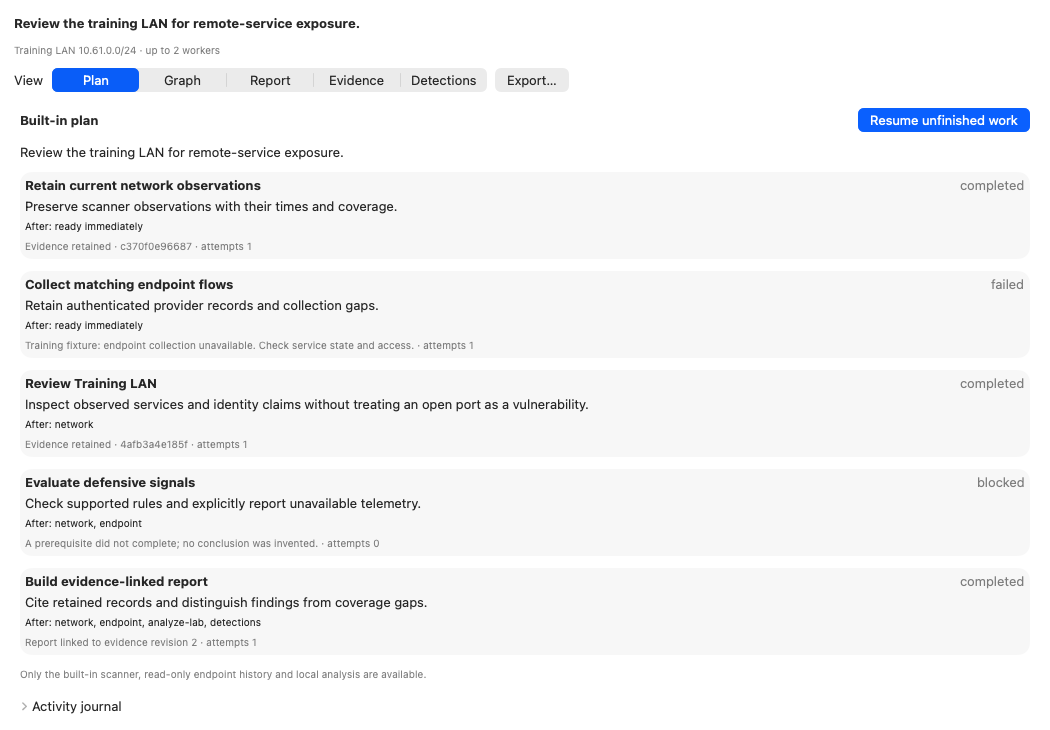 Review the training LAN for remote-service exposure.
Training LAN 10.61.0.0/24 · up to 2 workers
View Plan Graph Report Evidence Detections Export...
Built-in plan Resume unfinished work
Review the training LAN for remote-service exposure.
Retain current network observations completed
Preserve scanner observations with their times and coverage.
After: ready immediately
Evidence retained · c370f0e96687 · attempts 1
Collect matching endpoint flows failed
Retain authenticated provider records and collection gaps.
After: ready immediately
Training fixture: endpoint collection unavailable. Check service state and access. · attempts 1
Review Training LAN completed
Inspect observed services and identity claims without treating an open port as a vulnerability.
After: network
Evidence retained · 4afb3a4e185f · attempts 1
Evaluate defensive signals blocked
Check supported rules and explicitly report unavailable telemetry.
After: network, endpoint
A prerequisite did not complete; no conclusion was invented. · attempts 0
Build evidence-linked report completed
Cite retained records and distinguish findings from coverage gaps.
After: network, endpoint, analyze-lab, detections
Report linked to evidence revision 2 · attempts 1
Only the built-in scanner, read-only endpoint history and local analysis are available.
Activity journal